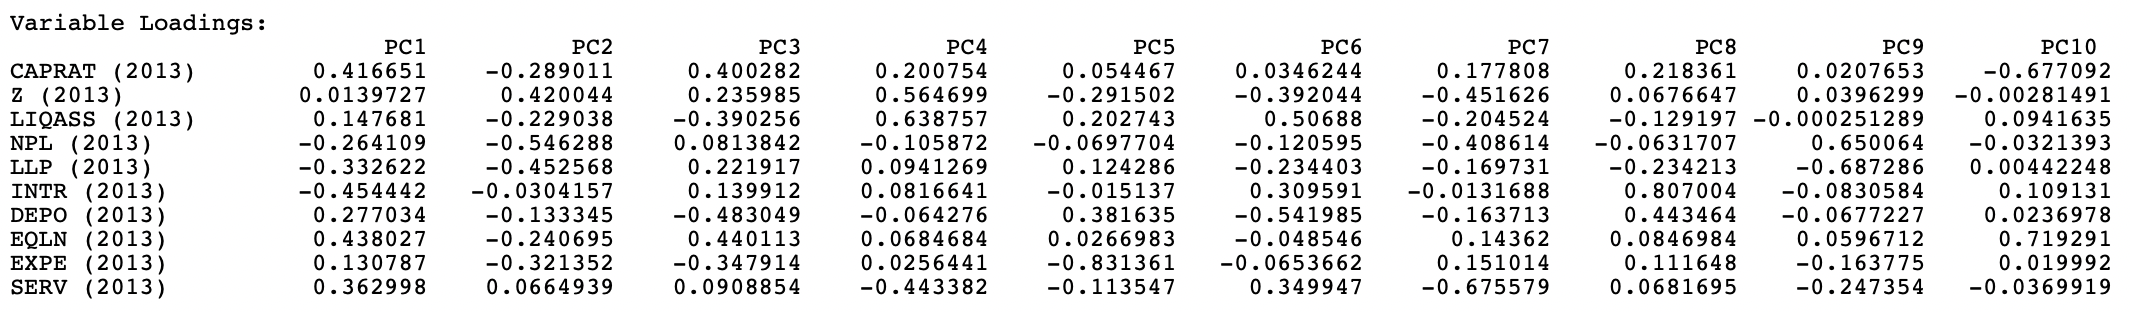 Variable Loadings:
PC1 PC2 PC3 PC4 PC5 PC6 PC7 PC8 PC9 PC10
CAPRAT (2013) 0.416651 -0.289011 0.400282 0.200754 0.054467 0.0346244 0.177808 0.218361 0.0207653 -0.677092
Z (2013) 0.0139727 0.420044 0.235985 0.564699 -0.291502 -0.392044 -0.451626 0.0676647 0.0396299 -0.00281491
LIQASS (2013) 0.147681 -0.229038 -0.390256 0.638757 0.202743 0.50688 -0.204524 -0.129197 -0.000251289 0.0941635
NPL (2013) -0.264109 -0.546288 0.0813842 -0.105872 -0.0697704 -0.120595 -0.408614 -0.0631707 0.650064 -0.0321393
LLP (2013) -0.332622 -0.452568 0.221917 0.0941269 0.124286 -0.234403 -0.169731 -0.234213 -0.687286 0.00442248
INTR (2013) -0.454442 -0.0304157 0.139912 0.0816641 -0.015137 0.309591 -0.0131688 0.807004 -0.0830584 0.109131
DEPO (2013) 0.277034 -0.133345 -0.483049 -0.064276 0.381635 -0.541985 -0.163713 0.443464 -0.0677227 0.0236978
EQLN (2013) 0.438027 -0.240695 0.440113 0.0684684 0.0266983 -0.048546 0.14362 0.0846984 0.0596712 0.719291
EXPE (2013) 0.130787 -0.321352 -0.347914 0.0256441 -0.831361 -0.0653662 0.151014 0.111648 -0.163775 0.019992
SERV (2013) 0.362998 0.0664939 0.0908854 -0.443382 -0.113547 0.349947 -0.675579 0.0681695 -0.247354 -0.0369919